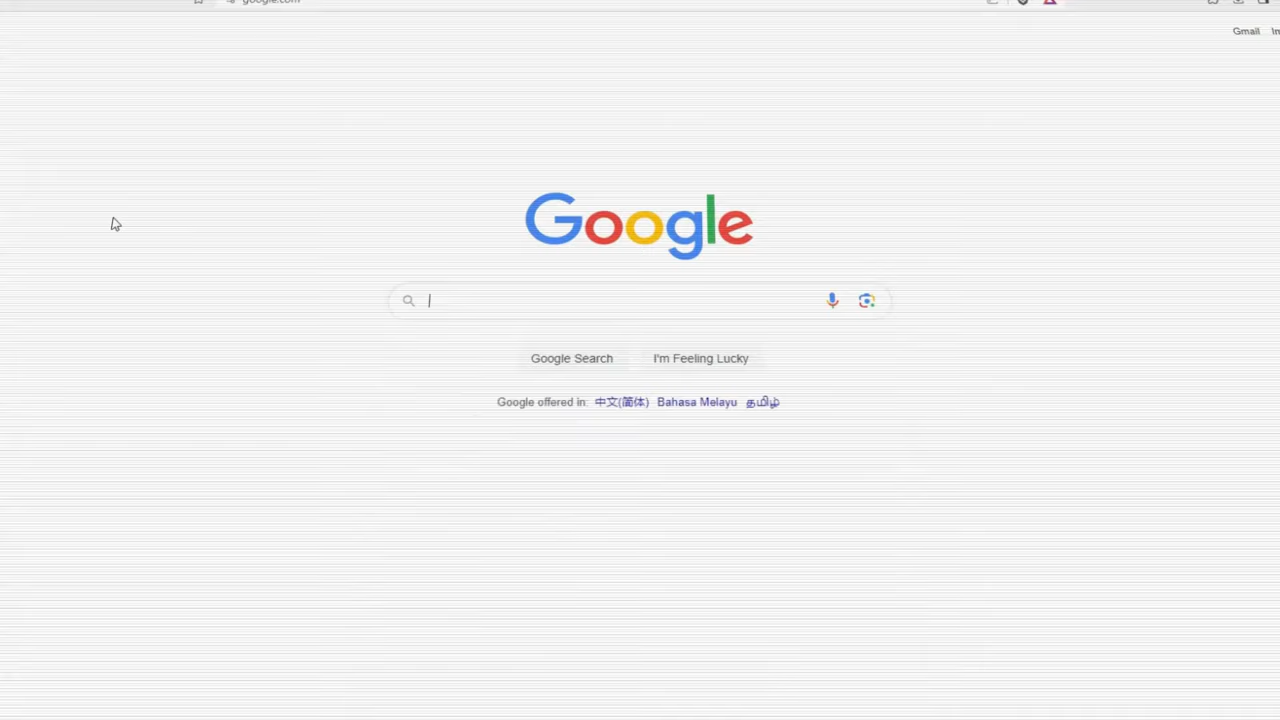 google.com
Gmail
Google
Google Search
I'm Feeling Lucky
Google offered in: 中文(简体) Bahasa Melayu தமிழ்